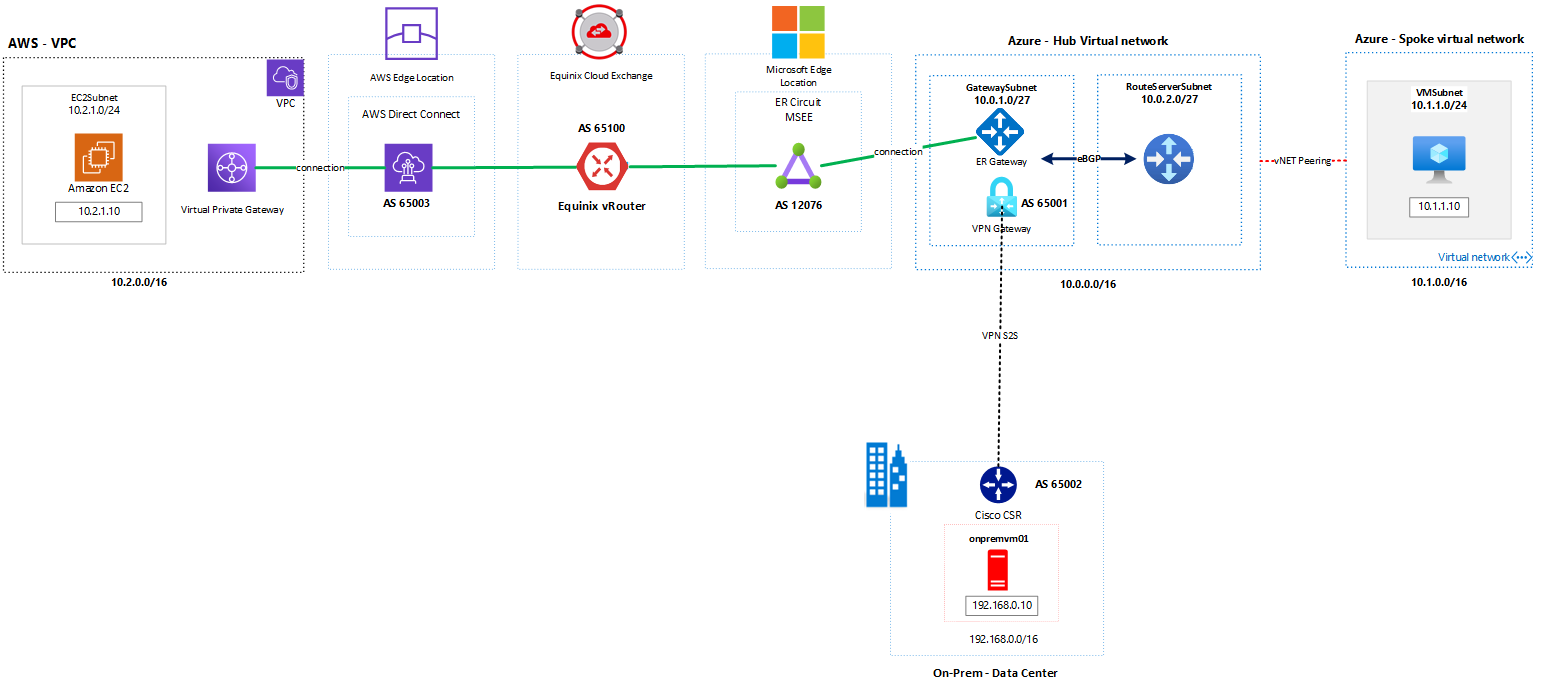 AWS - VPC
VPC
EC2Subnet
10.2.1.0/24
Amazon EC2
10.2.1.10
Virtual Private Gateway
10.2.0.0/16
connection
AWS Edge Location
AWS Direct Connect
AS 65003
Equinix Cloud Exchange
AS 65100
Equinix vRouter
Microsoft Edge
Location
ER Circuit
MSEE
AS 12076
connection
Azure - Hub Virtual network
GatewaySubnet
10.0.1.0/27
ER Gateway
AS 65001
VPN Gateway
eBGP
RouteServerSubnet
10.0.2.0/27
10.0.0.0/16
vNET Peering
Azure - Spoke virtual network
VMSubnet
10.1.1.0/24
10.1.1.10
Virtual network
10.1.0.0/16
VPN S2S
AS 65002
Cisco CSR
onpremvm01
192.168.0.10
192.168.0.0/16
On-Prem - Data Center